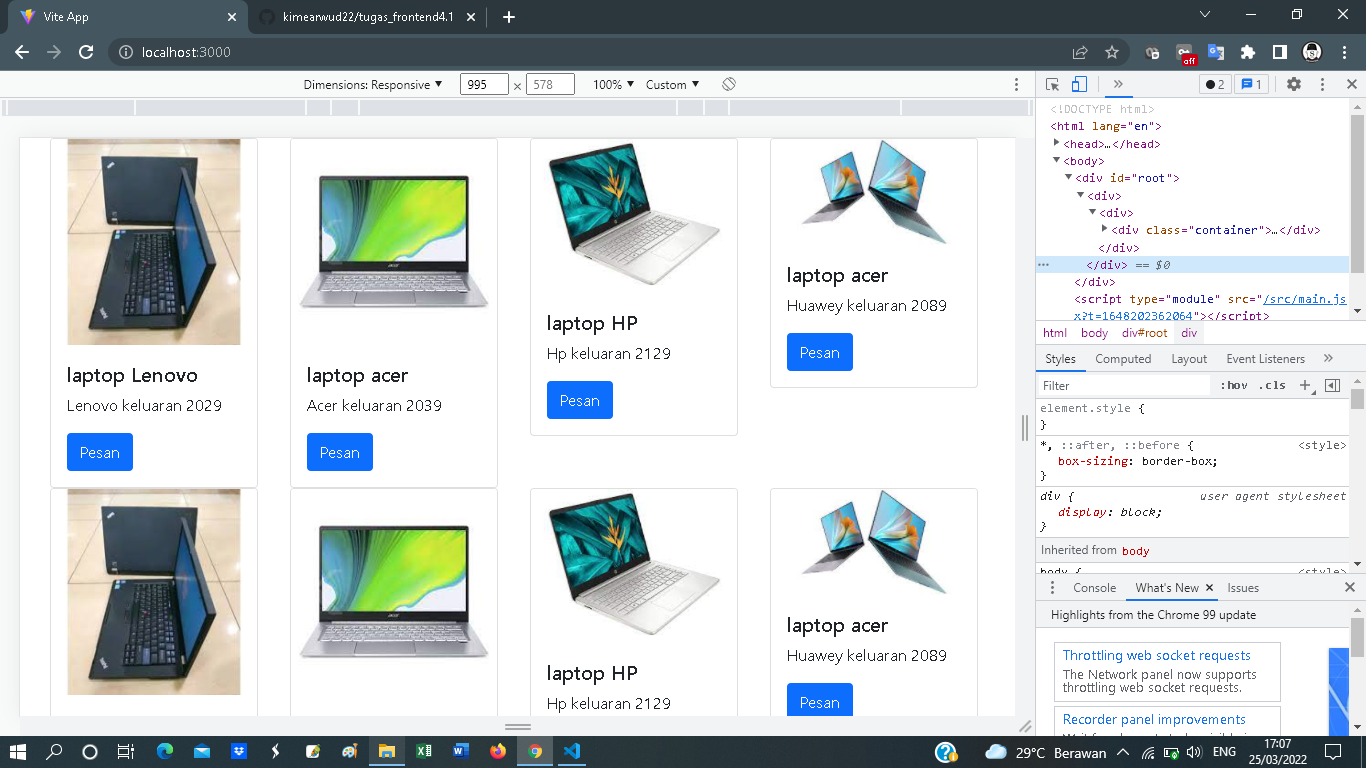 Vite App
kimearwud22/tugas_frontend4.1
localhost:3000
off
Dimensions: Responsive
995 × 578
100%
Custom
2
1
<!DOCTYPE html>
<html lang="en">
<head>…</head>
<body>
<div id="root">
<div>
<div>
<div class="container">…</div>
</div>
</div> == $0
</div>
<script type="module" src="/src/main.js
x?t=1648202362064"></script>
html body div#root div
Styles Computed Layout Event Listeners
Filter
:hov .cls
element.style {
}
*, ::after, ::before { <style>
box-sizing: border-box;
}
div { user agent stylesheet
display: block;
}
Inherited from body
body { <style>
Console What's New Issues
Highlights from the Chrome 99 update
Throttling web socket requests
The Network panel now supports
throttling web socket requests.
Recorder panel improvements
laptop Lenovo
Lenovo keluaran 2029
Pesan
laptop acer
Acer keluaran 2039
Pesan
laptop HP
Hp keluaran 2129
Pesan
laptop acer
Huawey keluaran 2089
Pesan
laptop HP
Hp keluaran 2129
laptop acer
Huawey keluaran 2089
Pesan
29°C Berawan
ENG
17:07
25/03/2022